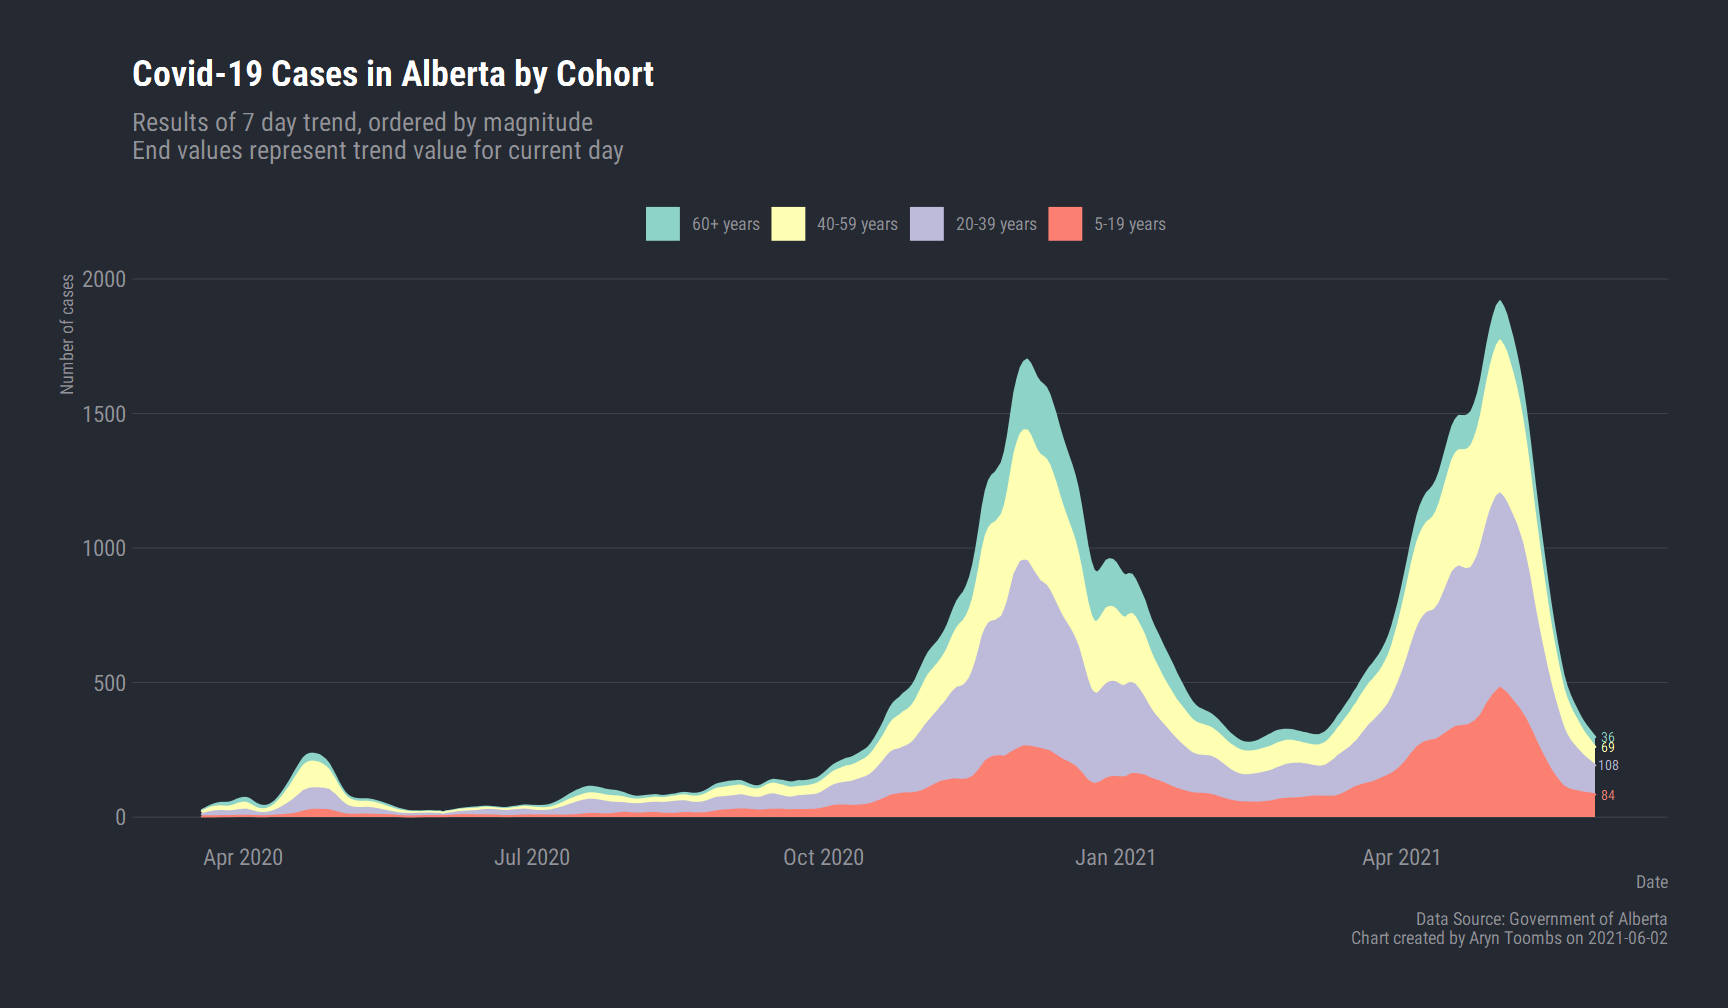 Covid-19 Cases in Alberta by Cohort
Results of 7 day trend, ordered by magnitude
End values represent trend value for current day
60+ years 40-59 years 20-39 years 5-19 years
Number of cases
2000
1500
1000
500
0
36
69
108
84
Apr 2020 Jul 2020 Oct 2020 Jan 2021 Apr 2021
Date
Data Source: Government of Alberta
Chart created by Aryn Toombs on 2021-06-02